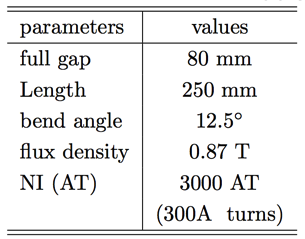 parameters values
full gap 80 mm
Length 250 mm
bend angle 12.5°
flux density 0.87 T
NI (AT) 3000 AT
(300A turns)